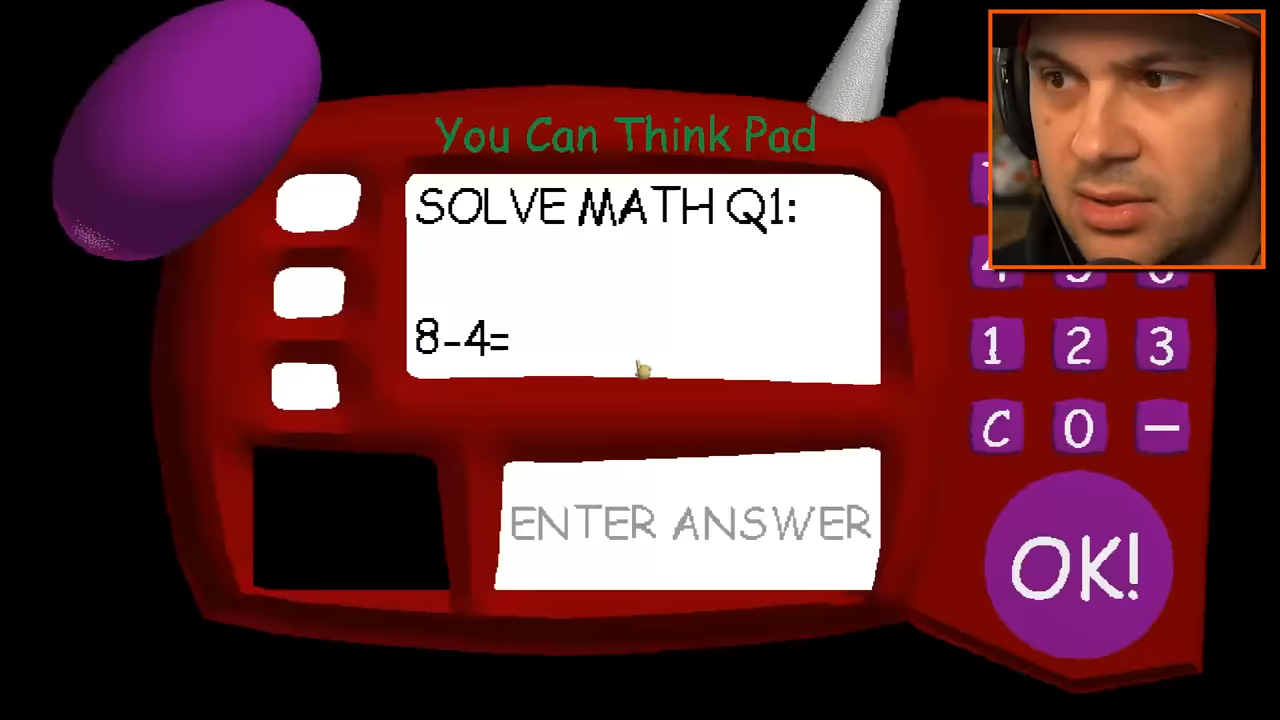 You Can Think Pad
SOLVE MATH Q1:
8-4=
1 2 3
C 0 −
ENTER ANSWER
OK!